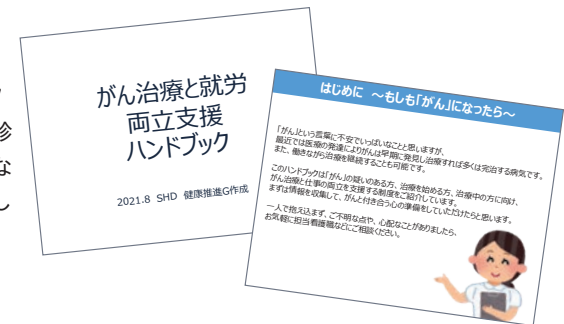 診
な
し
がん治療と就労
両立支援
ハンドブック
2021.8 SHD 健康推進G作成
はじめに ～もしも「がん」になったら～
「がん」という言葉に不安でいっぱいなことと思いますが、
最近では医療の発達によりがんは早期に発見し治療すれば多くは完治する病気です。
また、働きながら治療を継続することも可能です。
このハンドブックは「がん」の疑いのある方、治療を始める方、治療中の方に向け、
がん治療と仕事の両立を支援する制度をご紹介しています。
まずは情報を収集して、がんと付き合う心の準備をしていただけたらと思います。
一人で抱え込まず、ご不明な点や、心配なことがありましたら、
お気軽に担当看護職などにご相談ください。